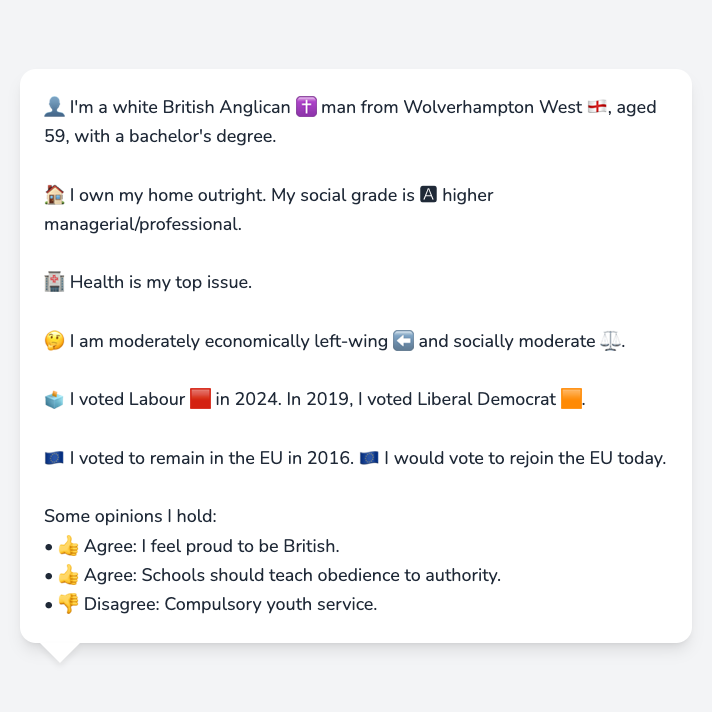 👤 I'm a white British Anglican ✝️ man from Wolverhampton West 🏴󠁧󠁢󠁥󠁮󠁧󠁿, aged
59, with a bachelor's degree.
🏠 I own my home outright. My social grade is 🅰 higher
managerial/professional.
🏥 Health is my top issue.
🤔 I am moderately economically left-wing ⬅️ and socially moderate ⚖️.
🗳️ I voted Labour 🟥 in 2024. In 2019, I voted Liberal Democrat 🟧.
🇪🇺 I voted to remain in the EU in 2016. 🇪🇺 I would vote to rejoin the EU today.
Some opinions I hold:
• 👍 Agree: I feel proud to be British.
• 👍 Agree: Schools should teach obedience to authority.
• 👎 Disagree: Compulsory youth service.